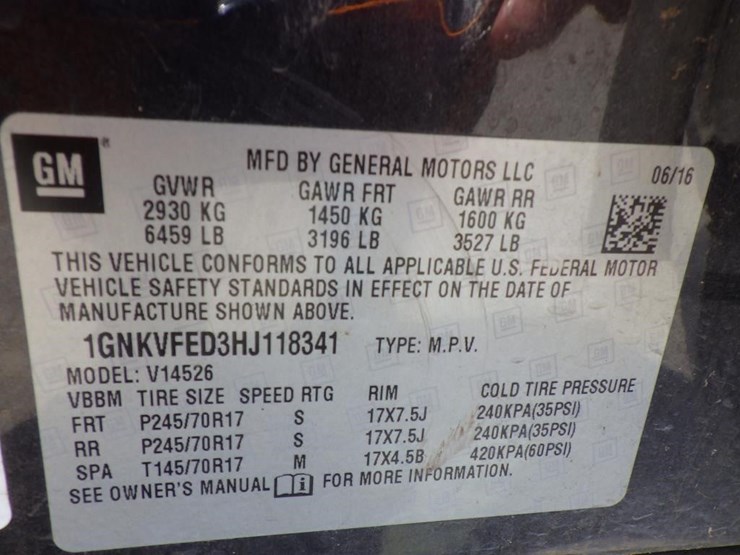 GM
MFD BY GENERAL MOTORS LLC 06/16
GVWR GAWR FRT GAWR RR
2930 KG 1450 KG 1600 KG
6459 LB 3196 LB 3527 LB
THIS VEHICLE CONFORMS TO ALL APPLICABLE U.S. FEDERAL MOTOR
VEHICLE SAFETY STANDARDS IN EFFECT ON THE DATE OF
MANUFACTURE SHOWN ABOVE.
1GNKVFED3HJ118341 TYPE: M.P.V.
MODEL: V14526
VBBM TIRE SIZE SPEED RTG RIM COLD TIRE PRESSURE
FRT P245/70R17 S 17X7.5J 240KPA(35PSI)
RR P245/70R17 S 17X7.5J 240KPA(35PSI)
SPA T145/70R17 M 17X4.5B 420KPA(60PSI)
SEE OWNER'S MANUAL i FOR MORE INFORMATION.